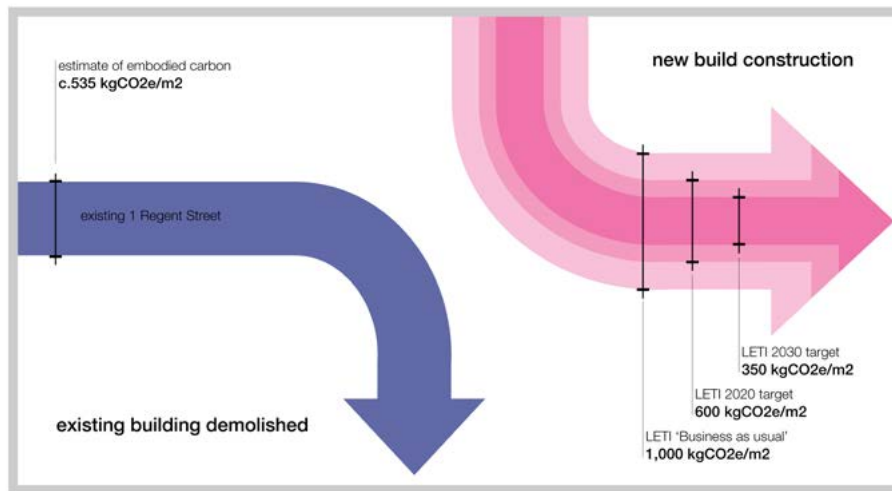 estimate of embodied carbon
c.535 kgCO2e/m2
new build construction
existing 1 Regent Street
LETI 2030 target
350 kgCO2e/m2
LETI 2020 target
600 kgCO2e/m2
existing building demolished
LETI 'Business as usual'
1,000 kgCO2e/m2